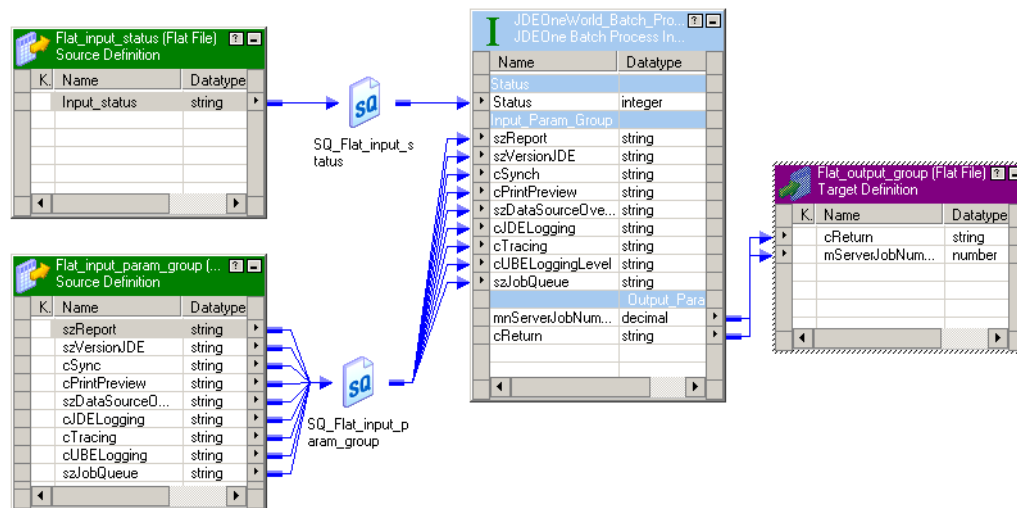 Flat_input_status (Flat File)
Source Definition
K. Name Datatype
Input_status string
SQ
SQ_Flat_input_s
tatus
Flat_input_param_group (...
Source Definition
K. Name Datatype
szReport string
szVersionJDE string
cSync string
cPrintPreview string
szDataSourceO... string
cJDELogging string
cTracing string
cUBELogging string
szJobQueue string
SQ
SQ_Flat_input_p
aram_group
I
JDEOneWorld_Batch_Pro...
JDEOne Batch Process In...
Name Datatype
Status
Status integer
Input_Param_Group
szReport string
szVersionJDE string
cSynch string
cPrintPreview string
szDataSourceOve... string
cJDELogging string
cTracing string
cUBELoggingLevel string
szJobQueue string
Output_Para
mnServerJobNum... decimal
cReturn string
Flat_output_group (Flat File)
Target Definition
K. Name Datatype
cReturn string
mServerJobNum... number